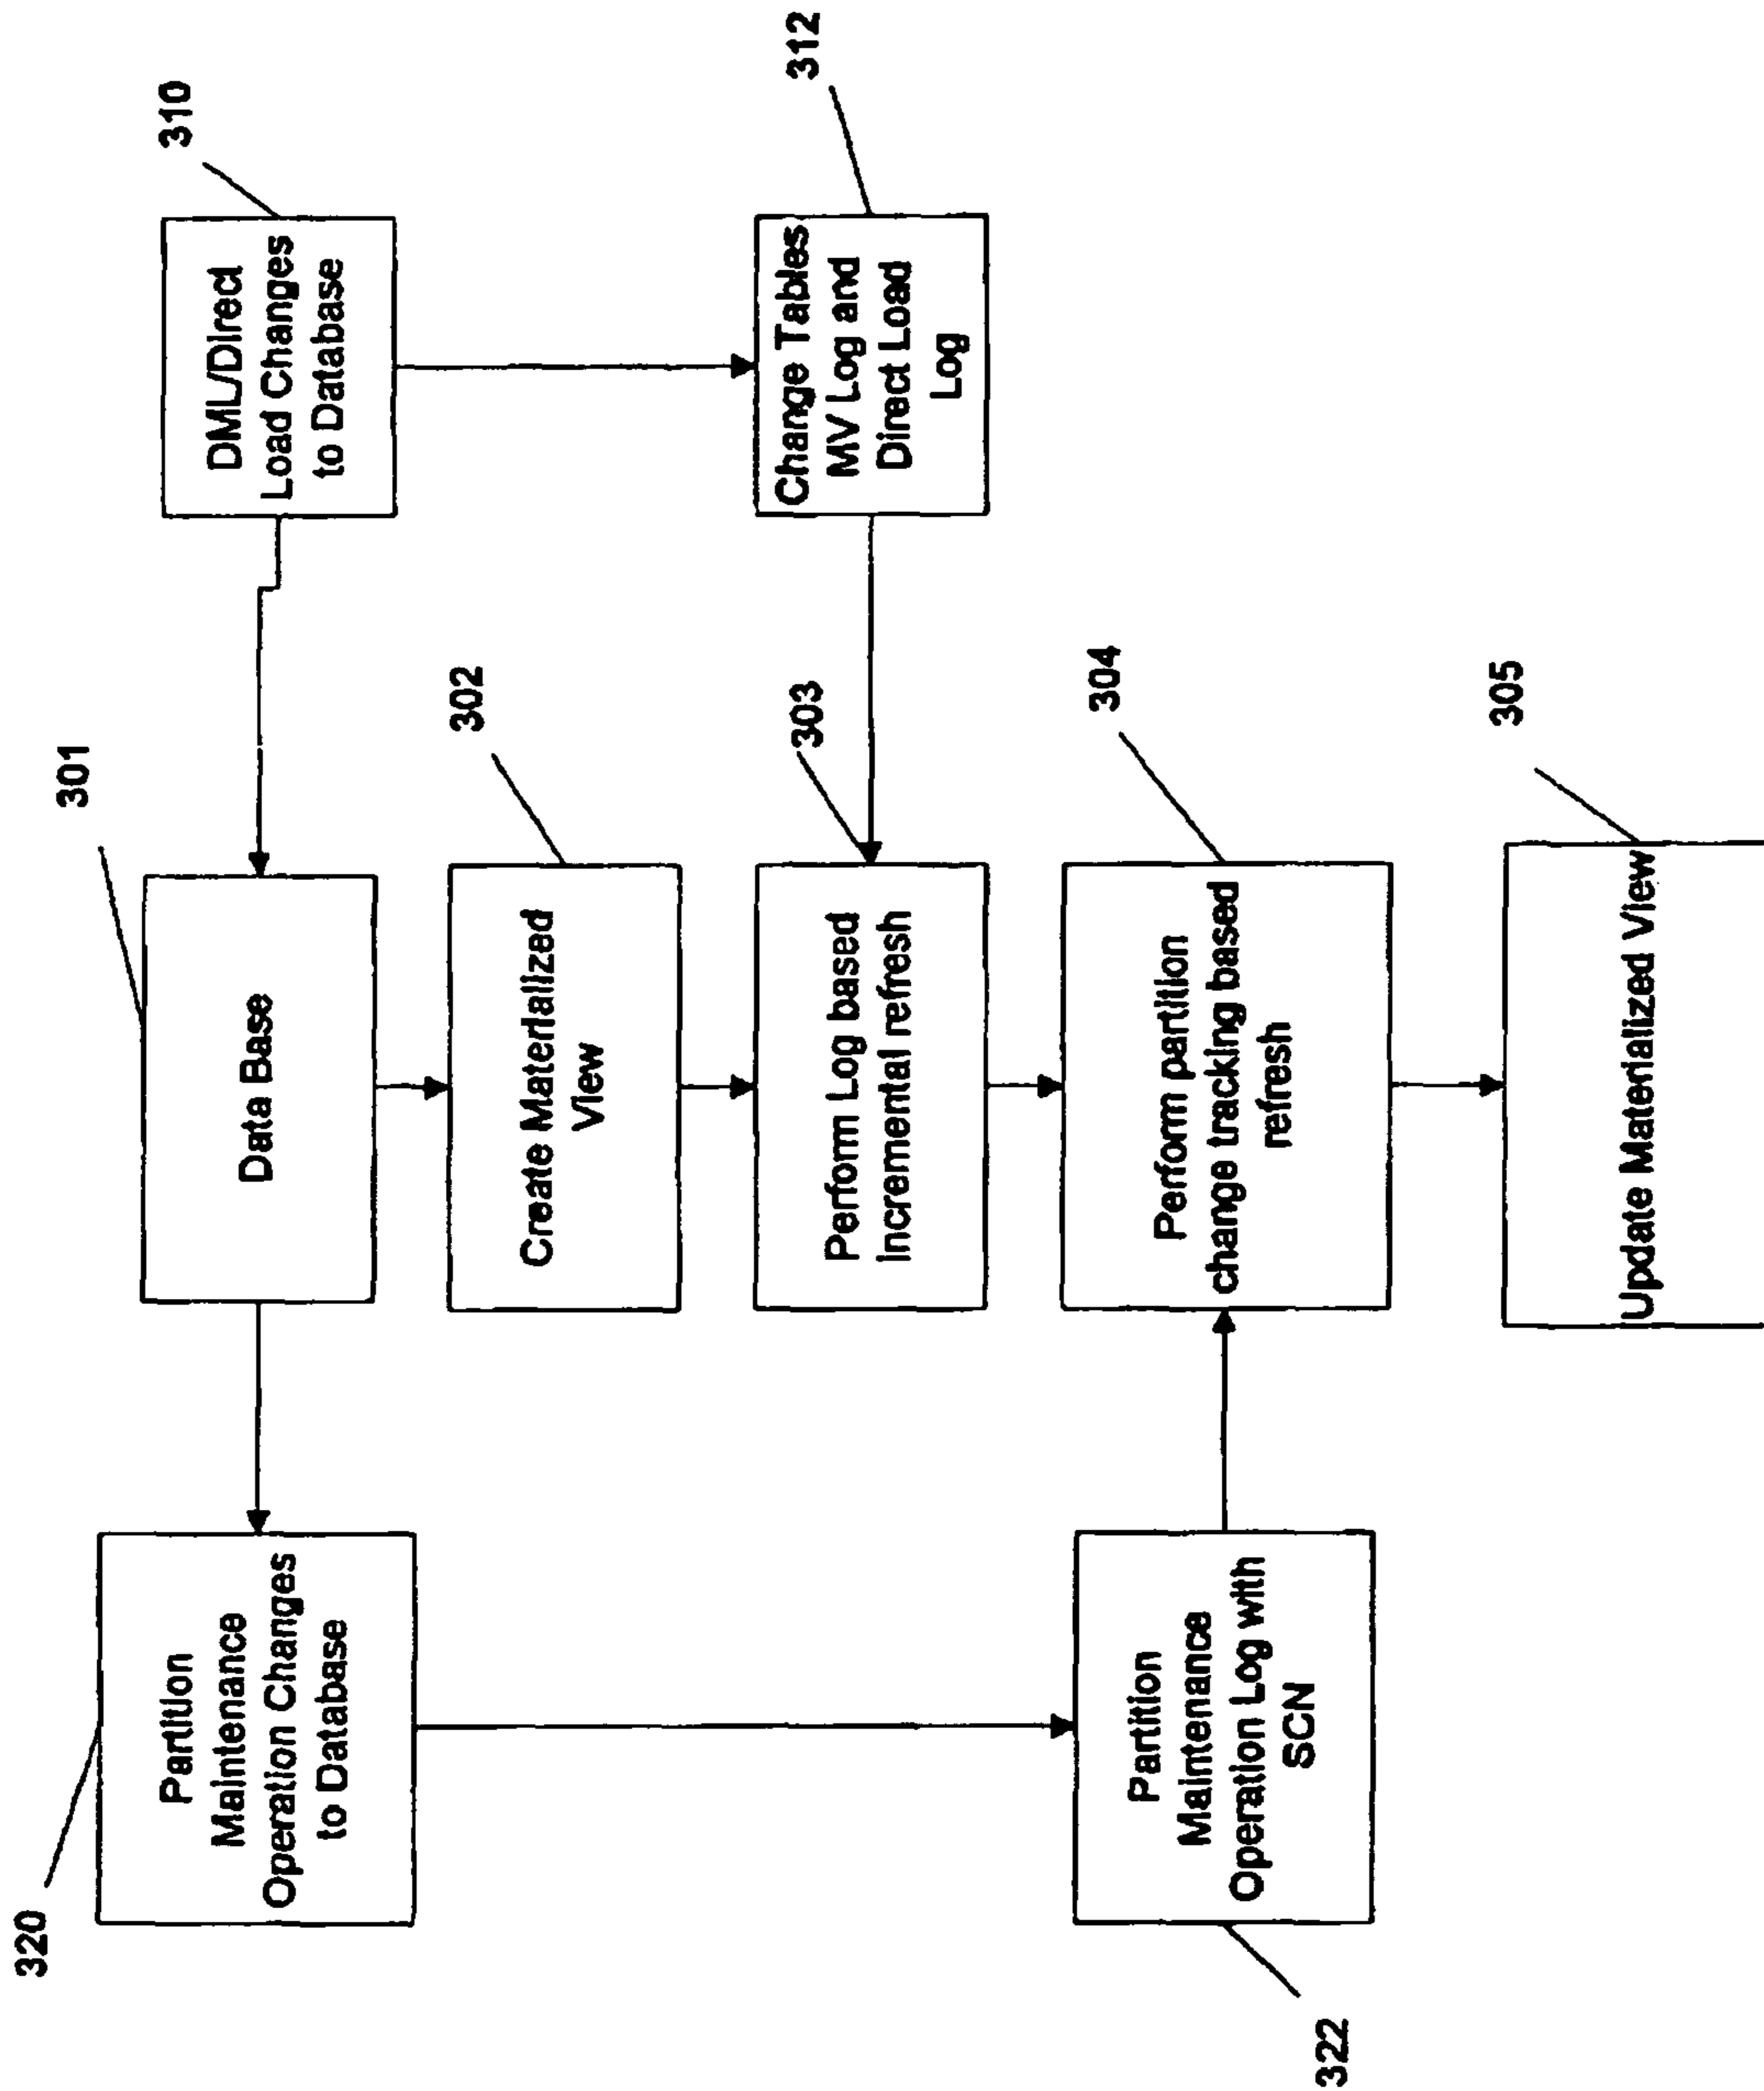 320
Partition
Maintenance
Operation Changes
to Database
301
Data Base
310
DML/Direct
Load Changes
to Database
302
Create Materialized
View
303
Perform Log based
incremental refresh
312
Change Tables
MV Log and
Direct Load
Log
322
Partition
Maintenance
Operation Log with
SCN
304
Perform partition
change tracking based
refresh
305
Update Materialized View